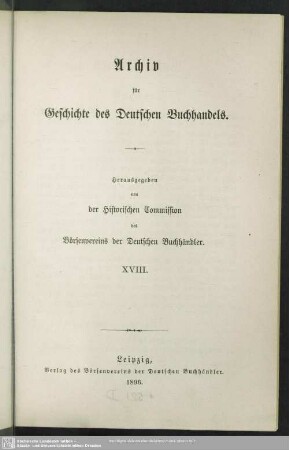 Archiv
für
Geschichte des Deutschen Buchhandels.
Herausgegeben
von
der Historischen Commission
des
Börsenvereins der Deutschen Buchhändler.
XVIII.
Leipzig,
Verlag des Börsenvereins der Deutschen Buchhändler.
1896.